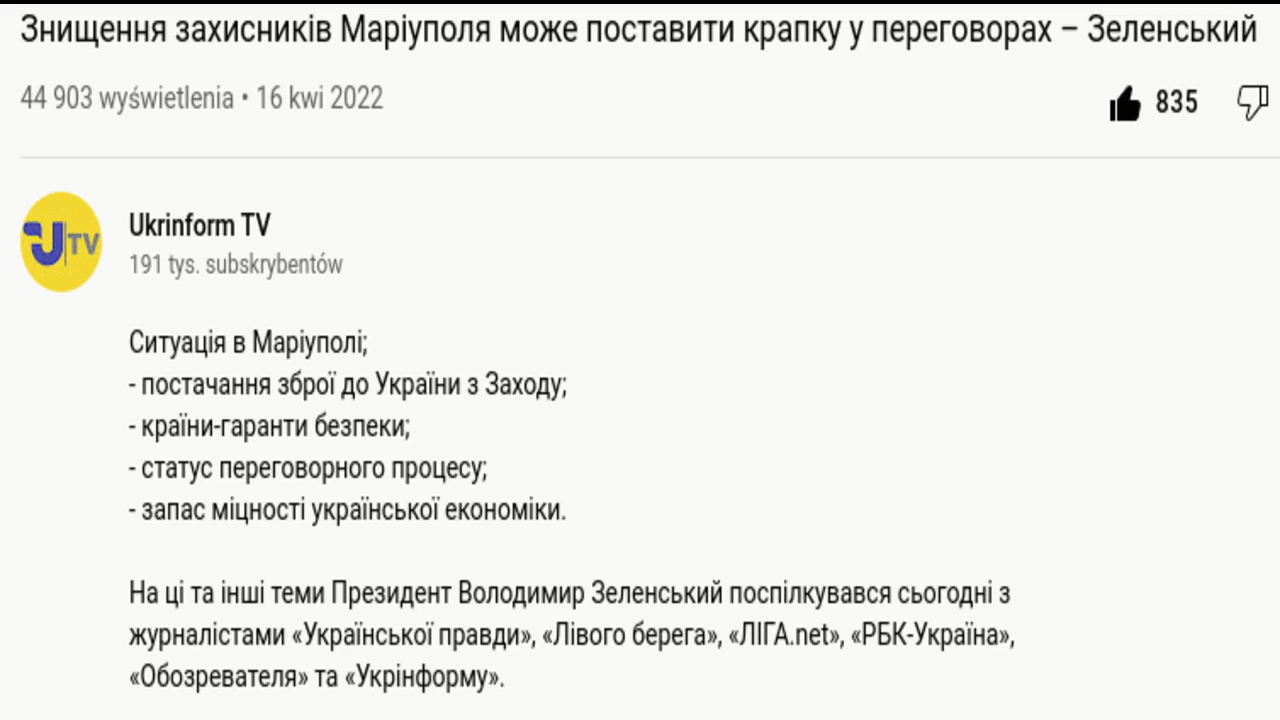 Знищення захисників Маріуполя може поставити крапку у переговорах – Зеленський
44 903 wyświetlenia • 16 kwi 2022
835
UTV
Ukrinform TV
191 tys. subskrybentów
Ситуація в Маріуполі;
- постачання зброї до України з Заходу;
- країни-гаранти безпеки;
- статус переговорного процесу;
- запас міцності української економіки.
На ці та інші теми Президент Володимир Зеленський поспілкувався сьогодні з
журналістами «Української правди», «Лівого берега», «ЛІГА.net», «РБК-Україна»,
«Обозревателя» та «Укрінформу».